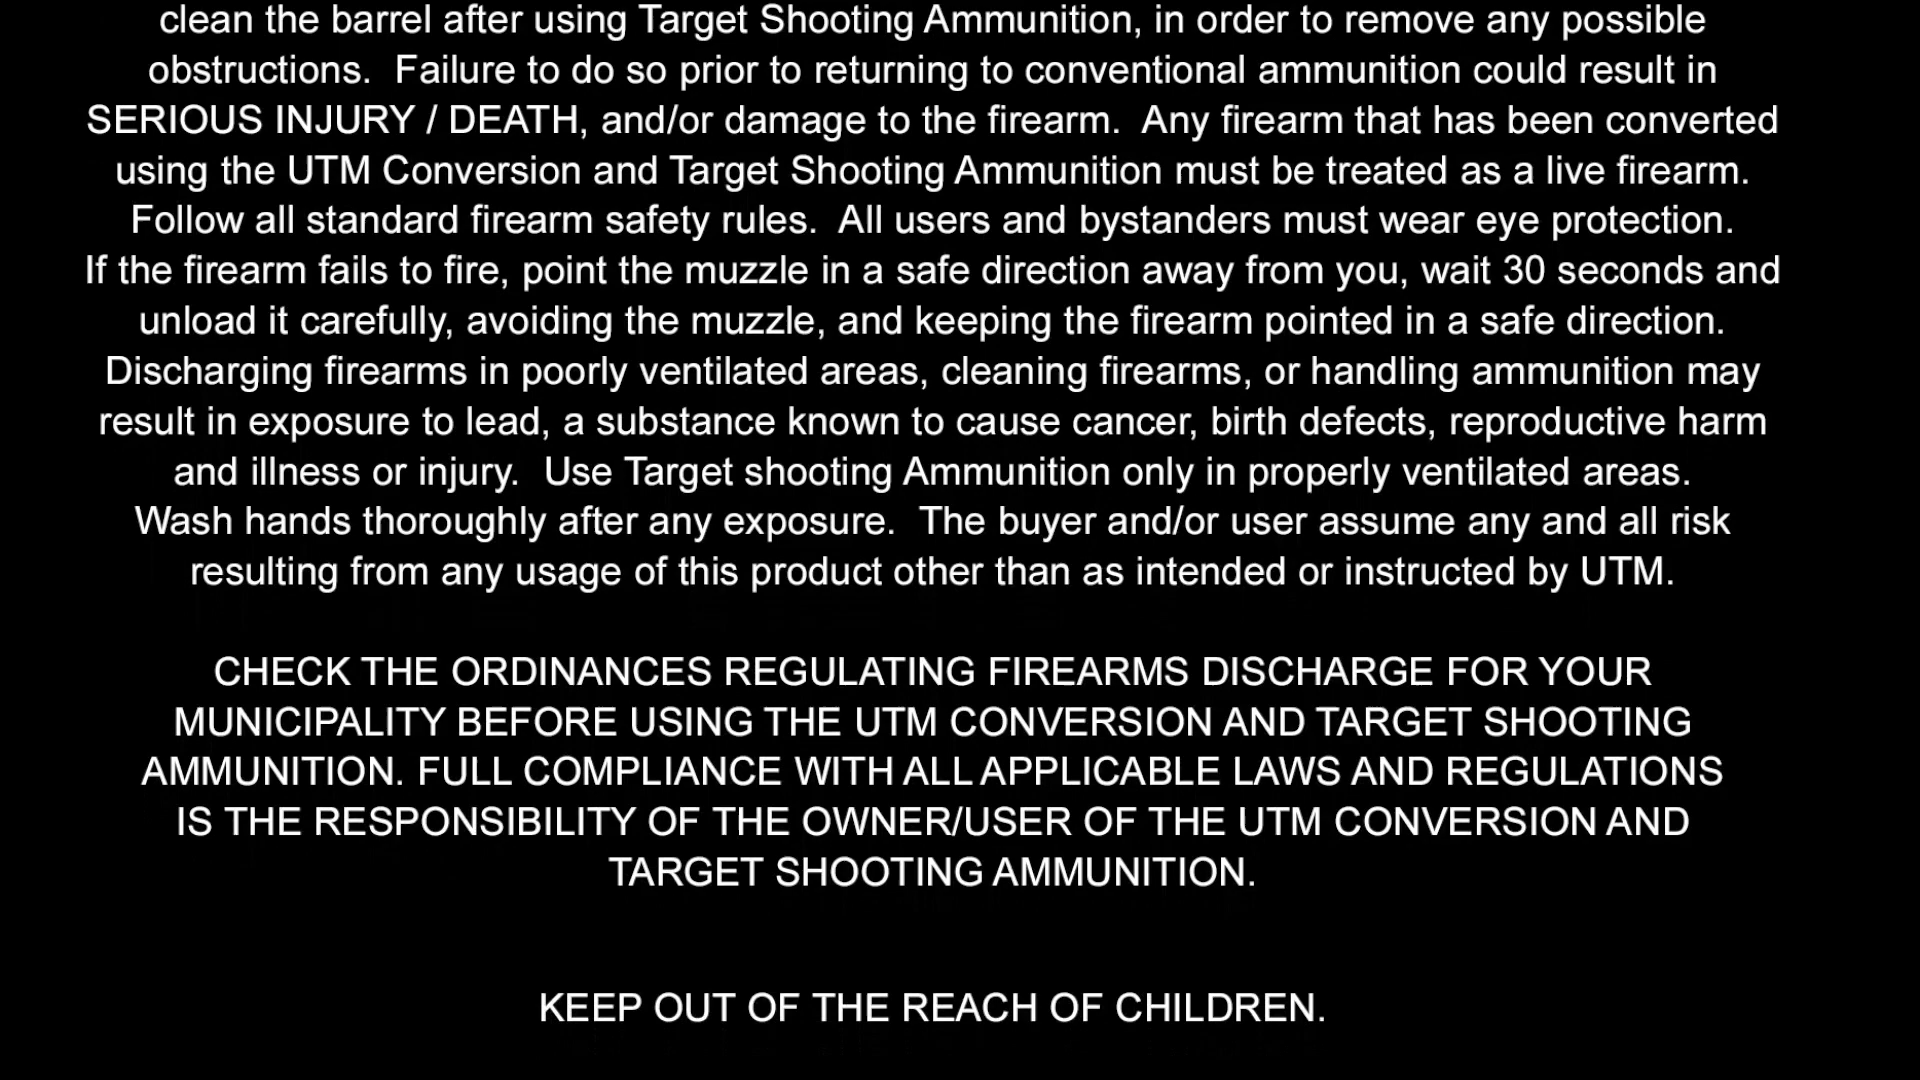 clean the barrel after using Target Shooting Ammunition, in order to remove any possible
obstructions.  Failure to do so prior to returning to conventional ammunition could result in
SERIOUS INJURY / DEATH, and/or damage to the firearm.  Any firearm that has been converted
using the UTM Conversion and Target Shooting Ammunition must be treated as a live firearm.
Follow all standard firearm safety rules.  All users and bystanders must wear eye protection.
If the firearm fails to fire, point the muzzle in a safe direction away from you, wait 30 seconds and
unload it carefully, avoiding the muzzle, and keeping the firearm pointed in a safe direction.
Discharging firearms in poorly ventilated areas, cleaning firearms, or handling ammunition may
result in exposure to lead, a substance known to cause cancer, birth defects, reproductive harm
and illness or injury.  Use Target shooting Ammunition only in properly ventilated areas.
Wash hands thoroughly after any exposure.  The buyer and/or user assume any and all risk
resulting from any usage of this product other than as intended or instructed by UTM.
CHECK THE ORDINANCES REGULATING FIREARMS DISCHARGE FOR YOUR
MUNICIPALITY BEFORE USING THE UTM CONVERSION AND TARGET SHOOTING
AMMUNITION. FULL COMPLIANCE WITH ALL APPLICABLE LAWS AND REGULATIONS
IS THE RESPONSIBILITY OF THE OWNER/USER OF THE UTM CONVERSION AND
TARGET SHOOTING AMMUNITION.
KEEP OUT OF THE REACH OF CHILDREN.